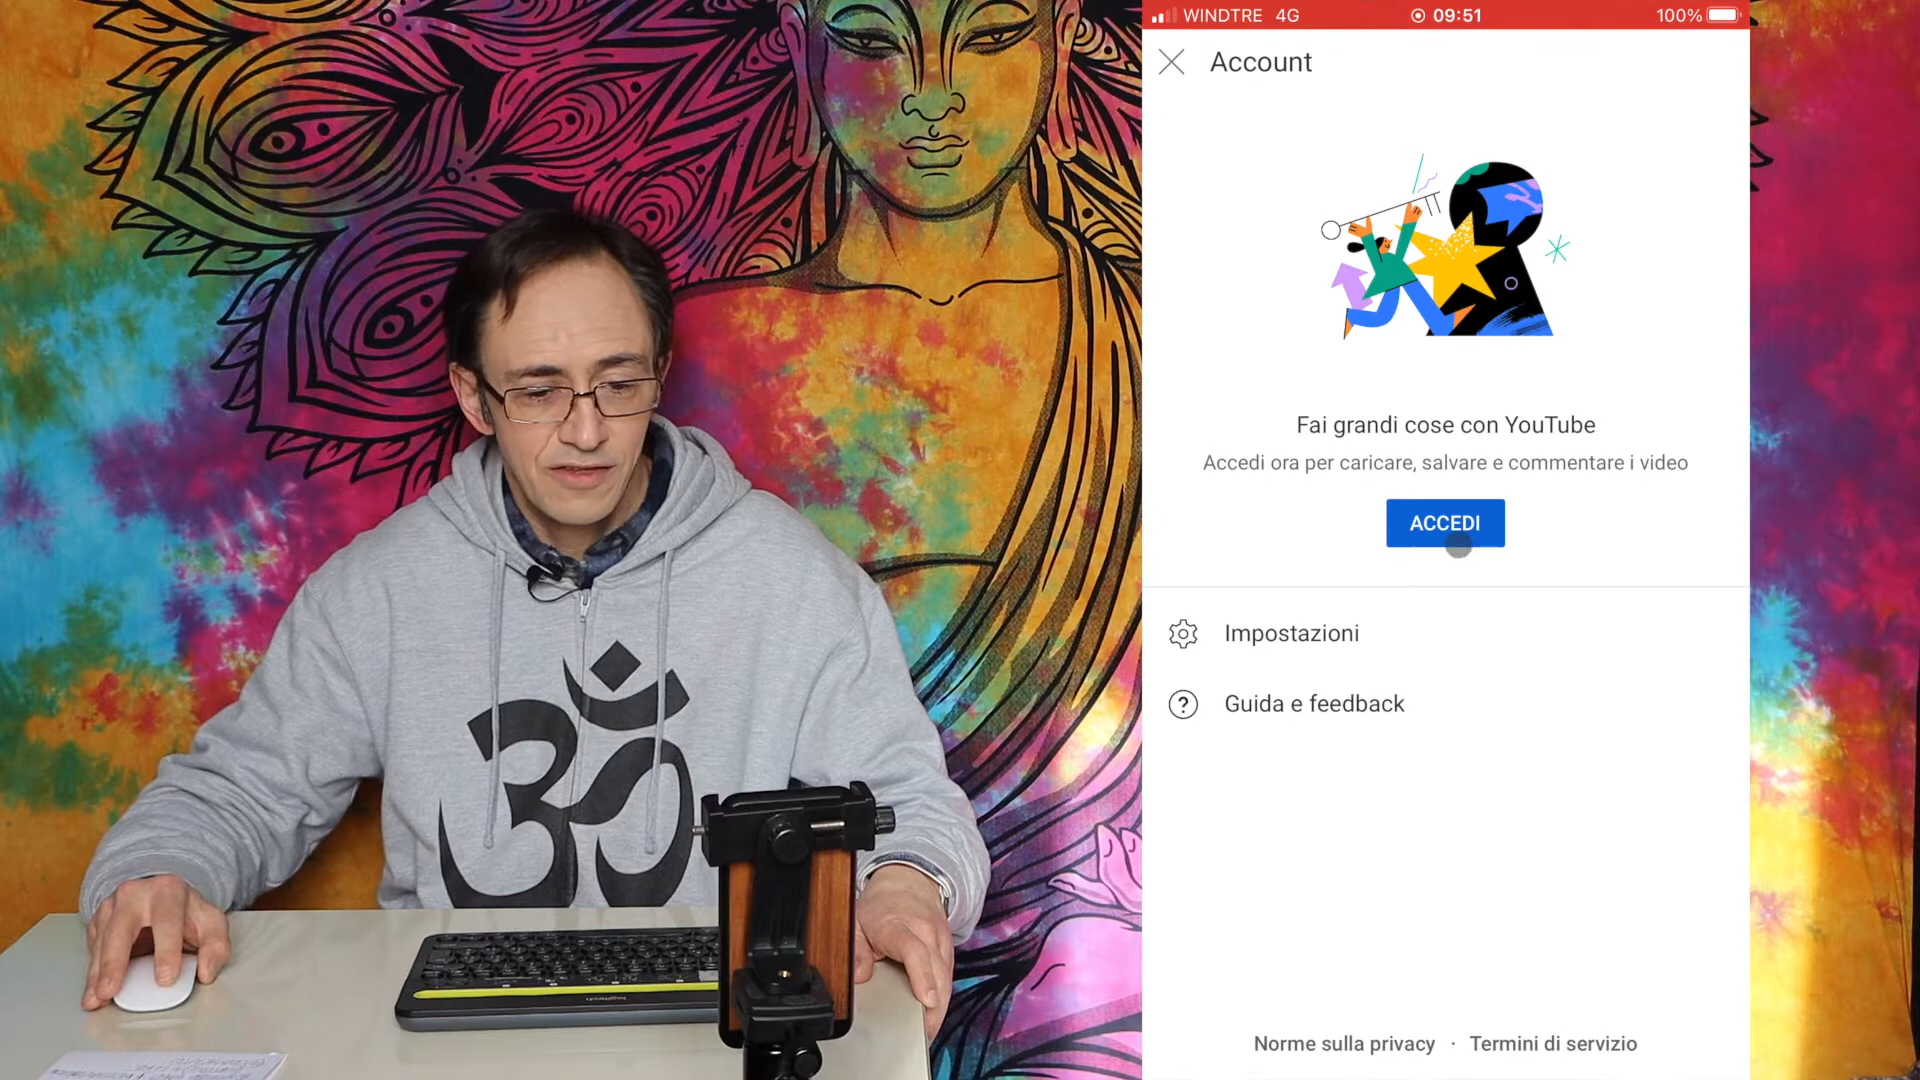 WINDTRE 4G 09:51 100%
Account
Fai grandi cose con YouTube
Accedi ora per caricare, salvare e commentare i video
ACCEDI
Impostazioni
? Guida e feedback
Norme sulla privacy · Termini di servizio
ॐ
logitech